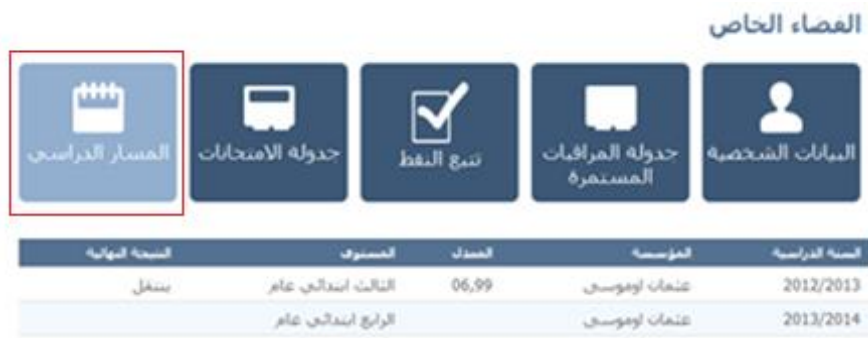 الفضاء الخاص
البيانات الشخصية
جدولة المراقبات
المستمرة
تتبع النقط
جدولة الامتحانات
المسار الدراسي
السنة الدراسية المؤسسة المعدل المستوى النتيجة النهائية
2012/2013 عثمان اوموسى 06,99 الثالث ابتدائي عام ينتقل
2013/2014 عثمان اوموسى الرابع ابتدائي عام